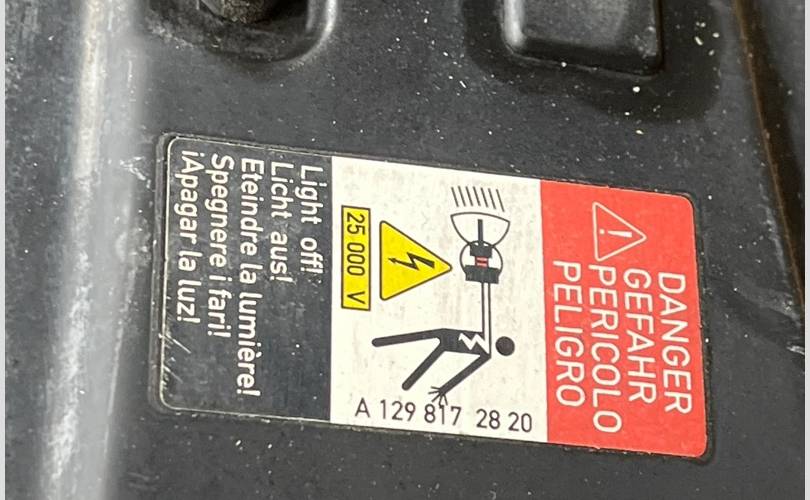 DANGER
GEFAHR
PERICOLO
PELIGRO
25 000 V
A 129 817 28 20
Light off!
Licht aus!
Eteindre la lumière!
Spegnere i fari!
¡Apagar la luz!